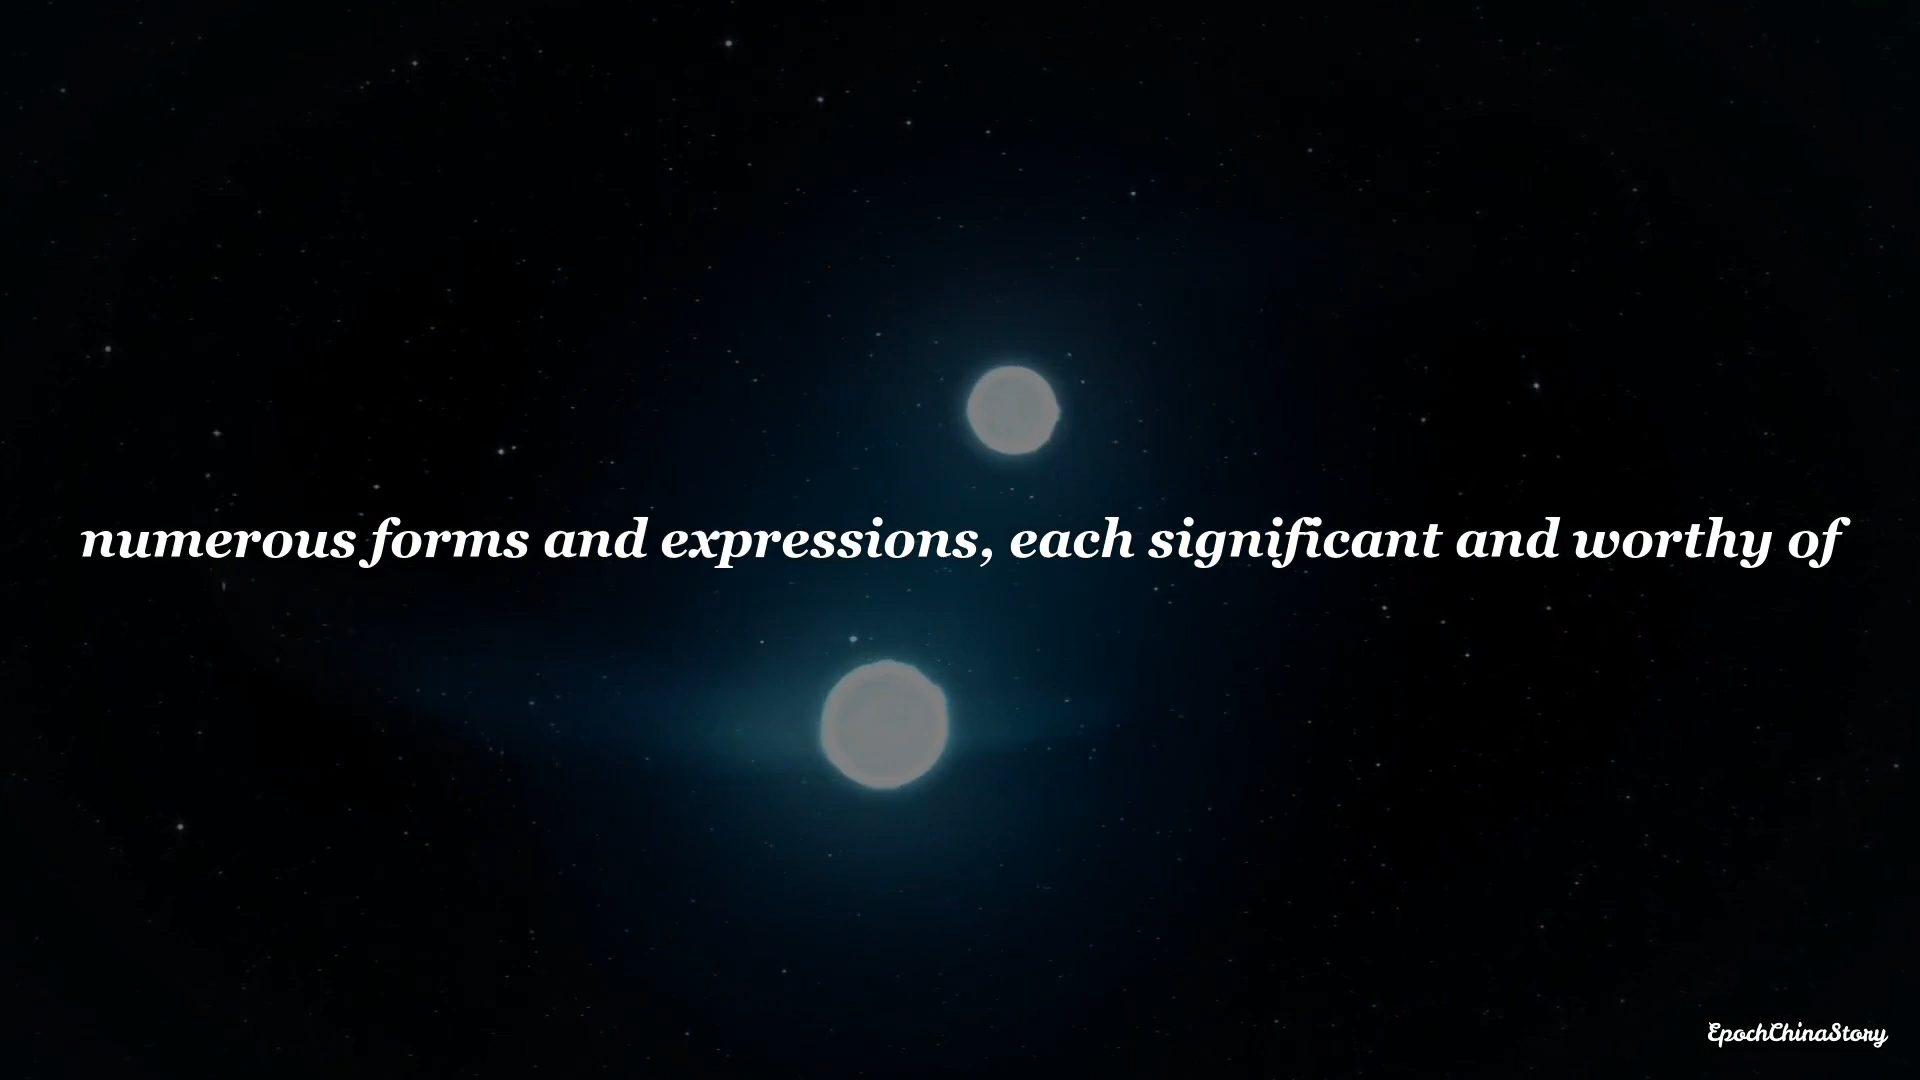 numerous forms and expressions, each significant and worthy of
EpochChinaStory